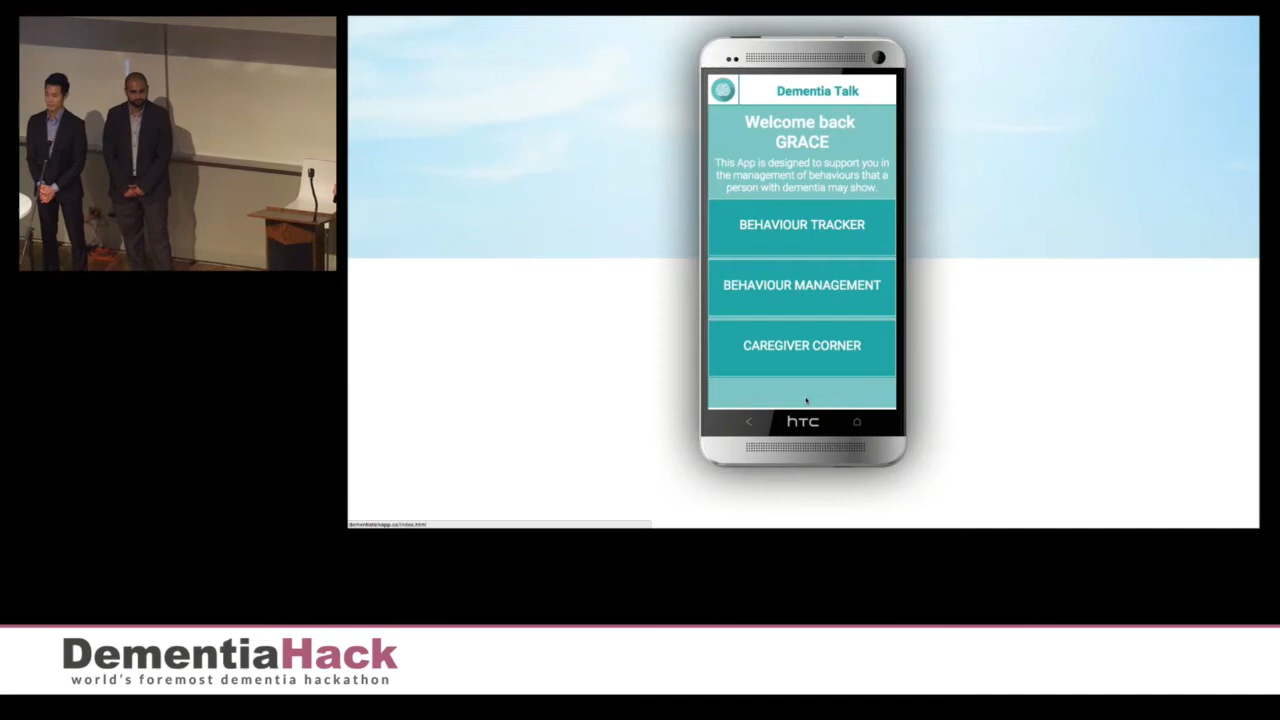 Dementia Talk
Welcome back
GRACE
This App is designed to support you in
the management of behaviours that a
person with dementia may show.
BEHAVIOUR TRACKER
BEHAVIOUR MANAGEMENT
CAREGIVER CORNER
htc
DementiaHack
world's foremost dementia hackathon